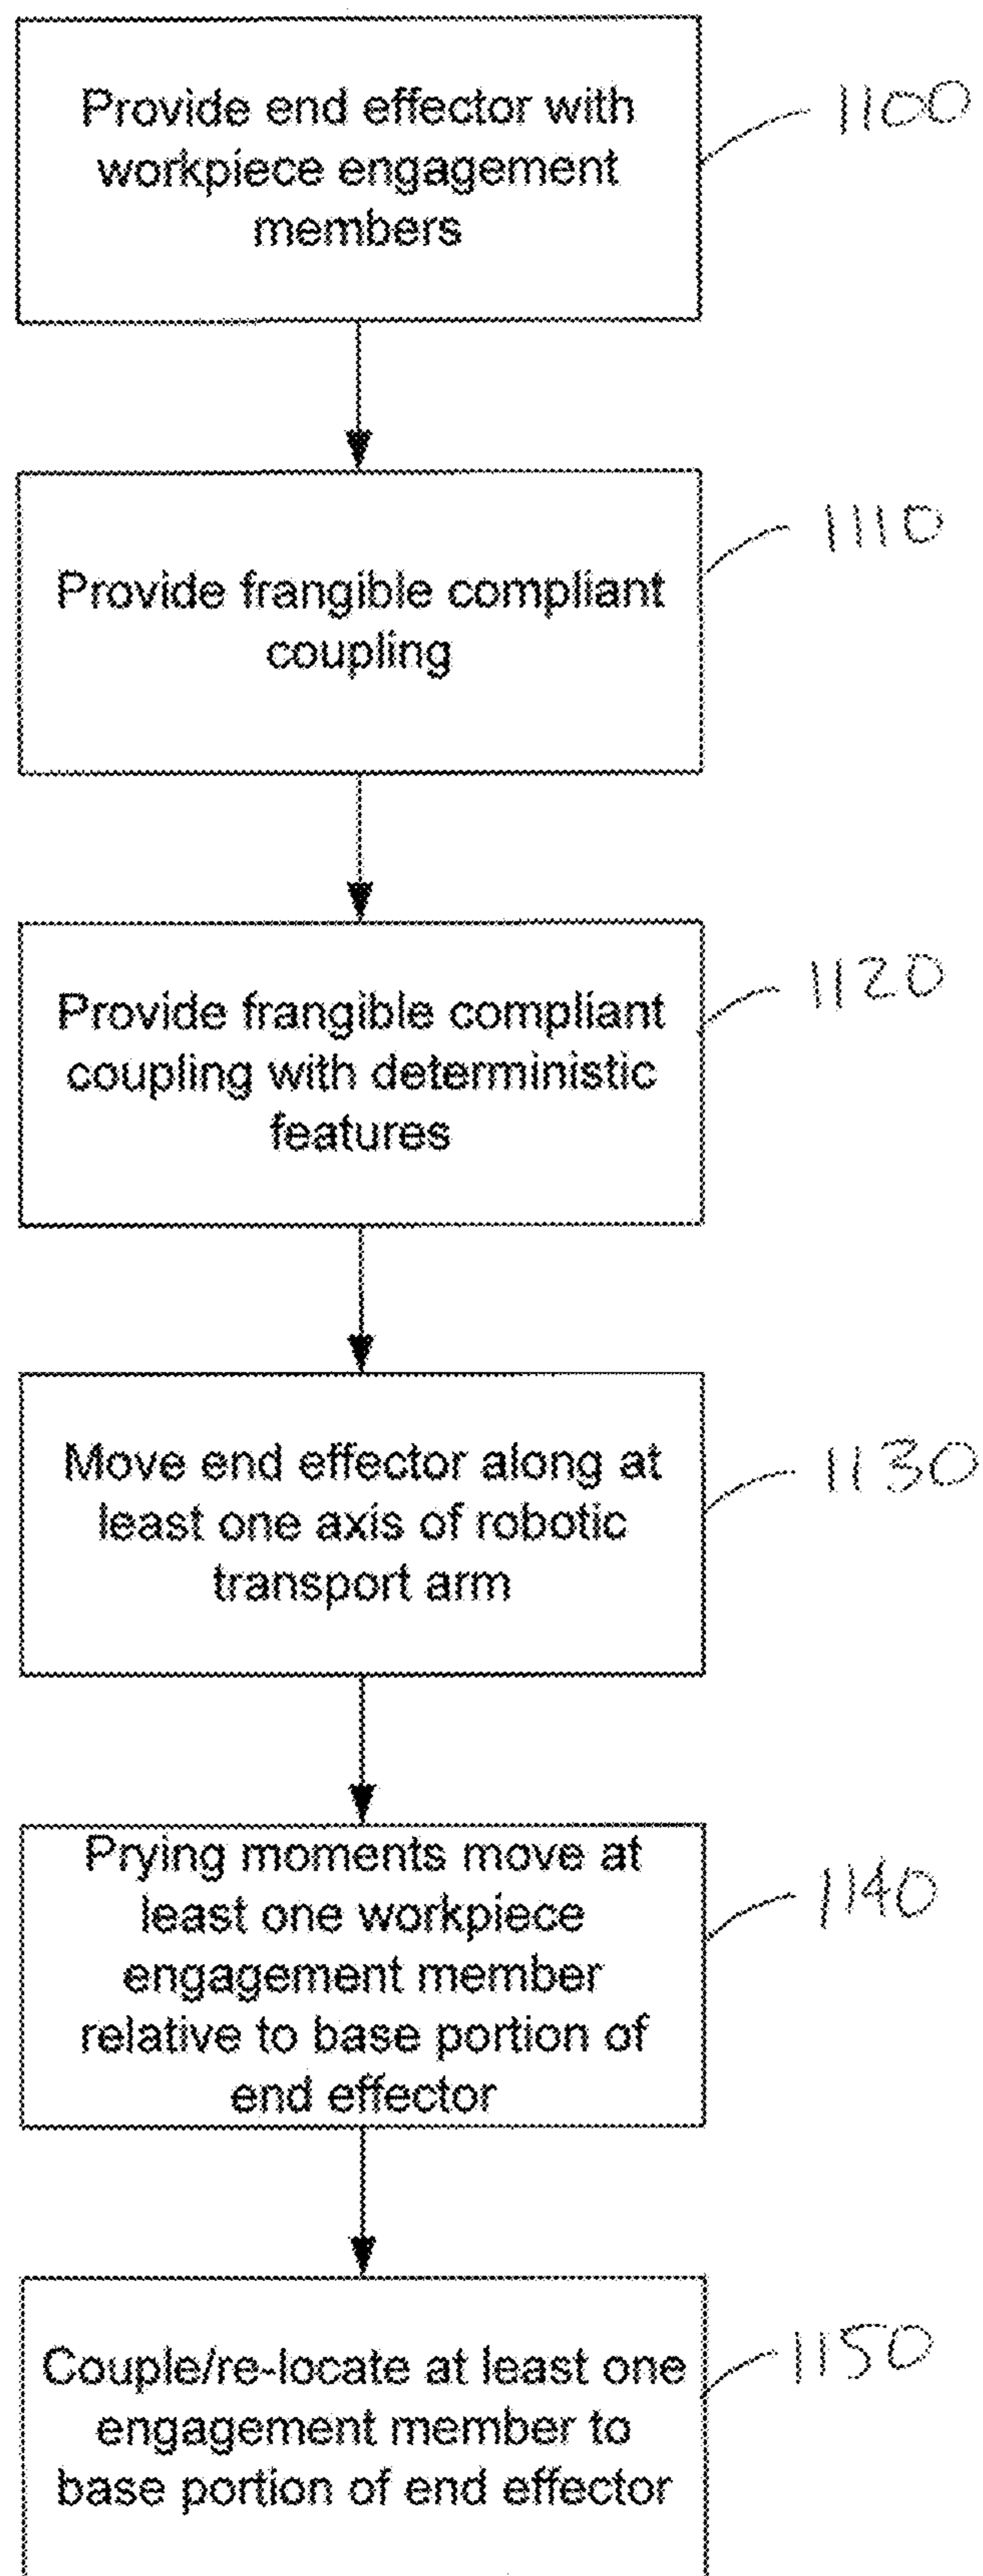 Provide end effector with
workpiece engagement
members
1100
Provide frangible compliant
coupling
1110
Provide frangible compliant
coupling with deterministic
features
1120
Move end effector along at
least one axis of robotic
transport arm
1130
Prying moments move at
least one workpiece
engagement member
relative to base portion of
end effector
1140
Couple/re-locate at least one
engagement member to
base portion of end effector
1150